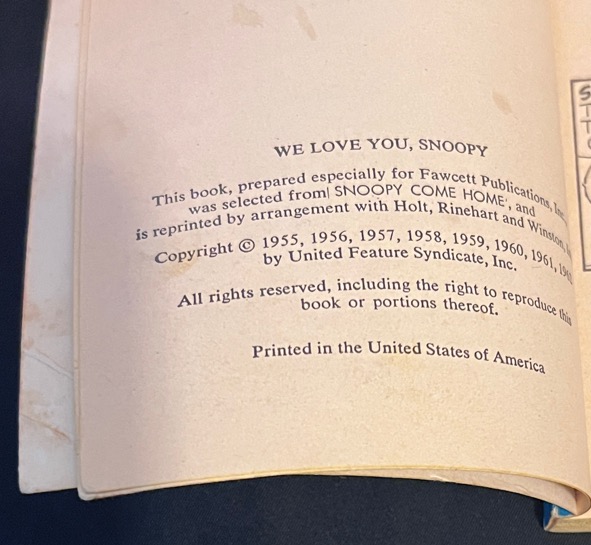 WE LOVE YOU, SNOOPY
This book, prepared especially for Fawcett Publications, Inc.,
was selected from SNOOPY COME HOME, and
is reprinted by arrangement with Holt, Rinehart and Winston,
Copyright © 1955, 1956, 1957, 1958, 1959, 1960, 1961, 1962
by United Feature Syndicate, Inc.
All rights reserved, including the right to reproduce this
book or portions thereof.
Printed in the United States of America
S
T
T